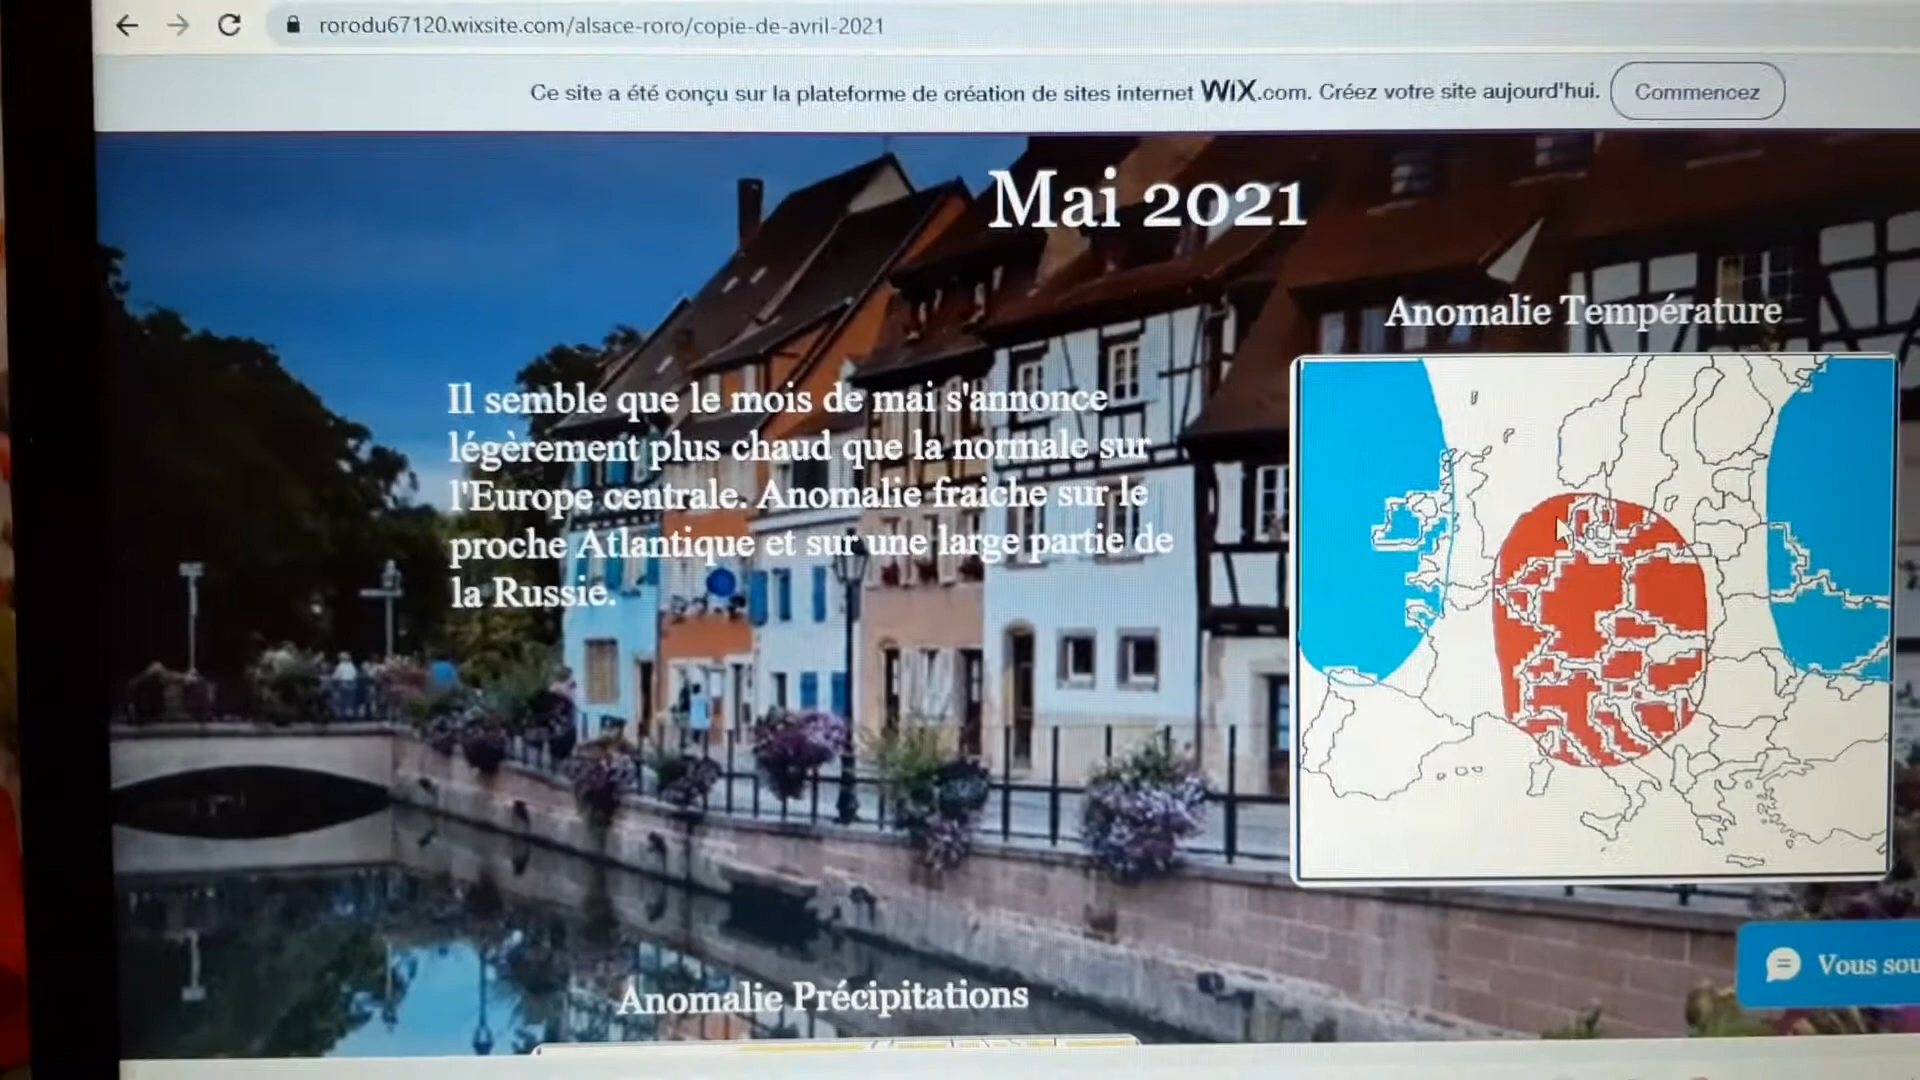 rorodu67120.wixsite.com/alsace-roro/copie-de-avril-2021
Ce site a été conçu sur la plateforme de création de sites internet WiX.com. Créez votre site aujourd'hui.
Commencez
Mai 2021
Anomalie Température
Il semble que le mois de mai s'annonce
légèrement plus chaud que la normale sur
l'Europe centrale. Anomalie fraiche sur le
proche Atlantique et sur une large partie de
la Russie.
Vous sou
Anomalie Précipitations